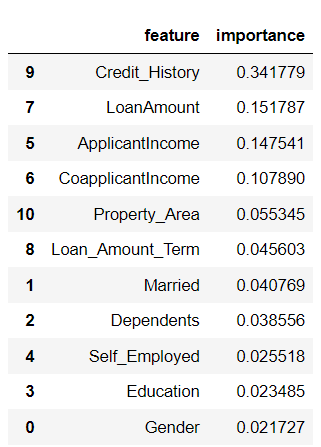 feature importance
9 Credit_History 0.341779
7 LoanAmount 0.151787
5 ApplicantIncome 0.147541
6 CoapplicantIncome 0.107890
10 Property_Area 0.055345
8 Loan_Amount_Term 0.045603
1 Married 0.040769
2 Dependents 0.038556
4 Self_Employed 0.025518
3 Education 0.023485
0 Gender 0.021727